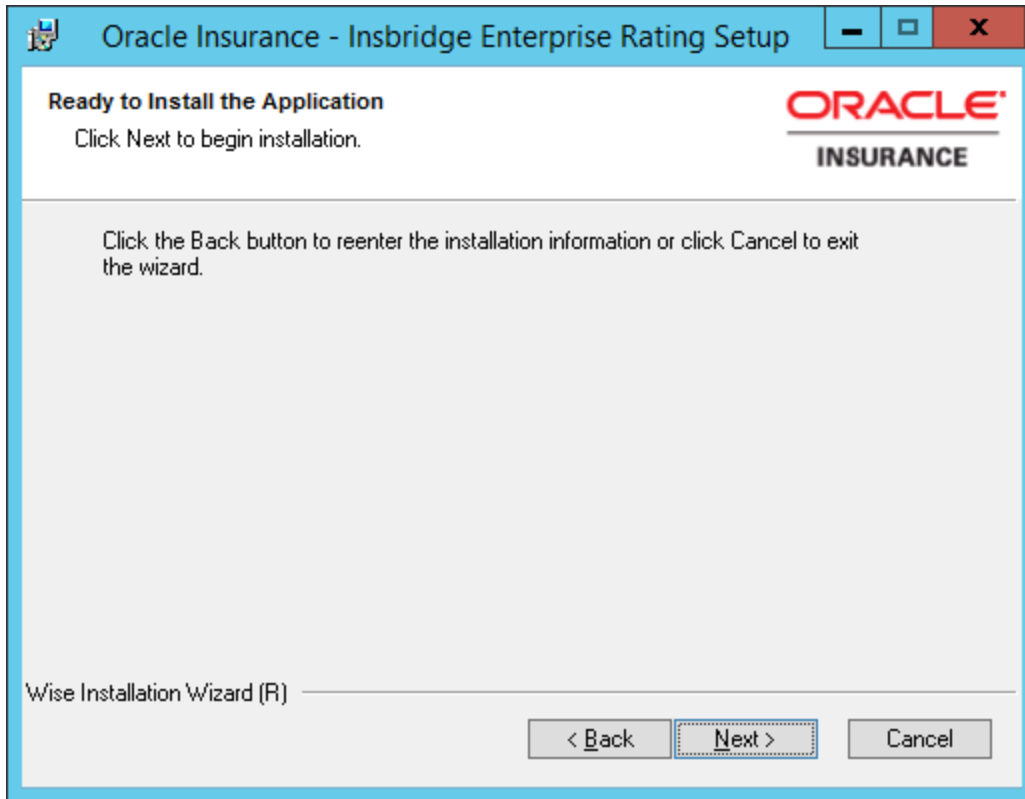 Oracle Insurance - Insbridge Enterprise Rating Setup
Ready to Install the Application
Click Next to begin installation.
ORACLE
INSURANCE
Click the Back button to reenter the installation information or click Cancel to exit
the wizard.
Wise Installation Wizard (R)
< Back Next > Cancel